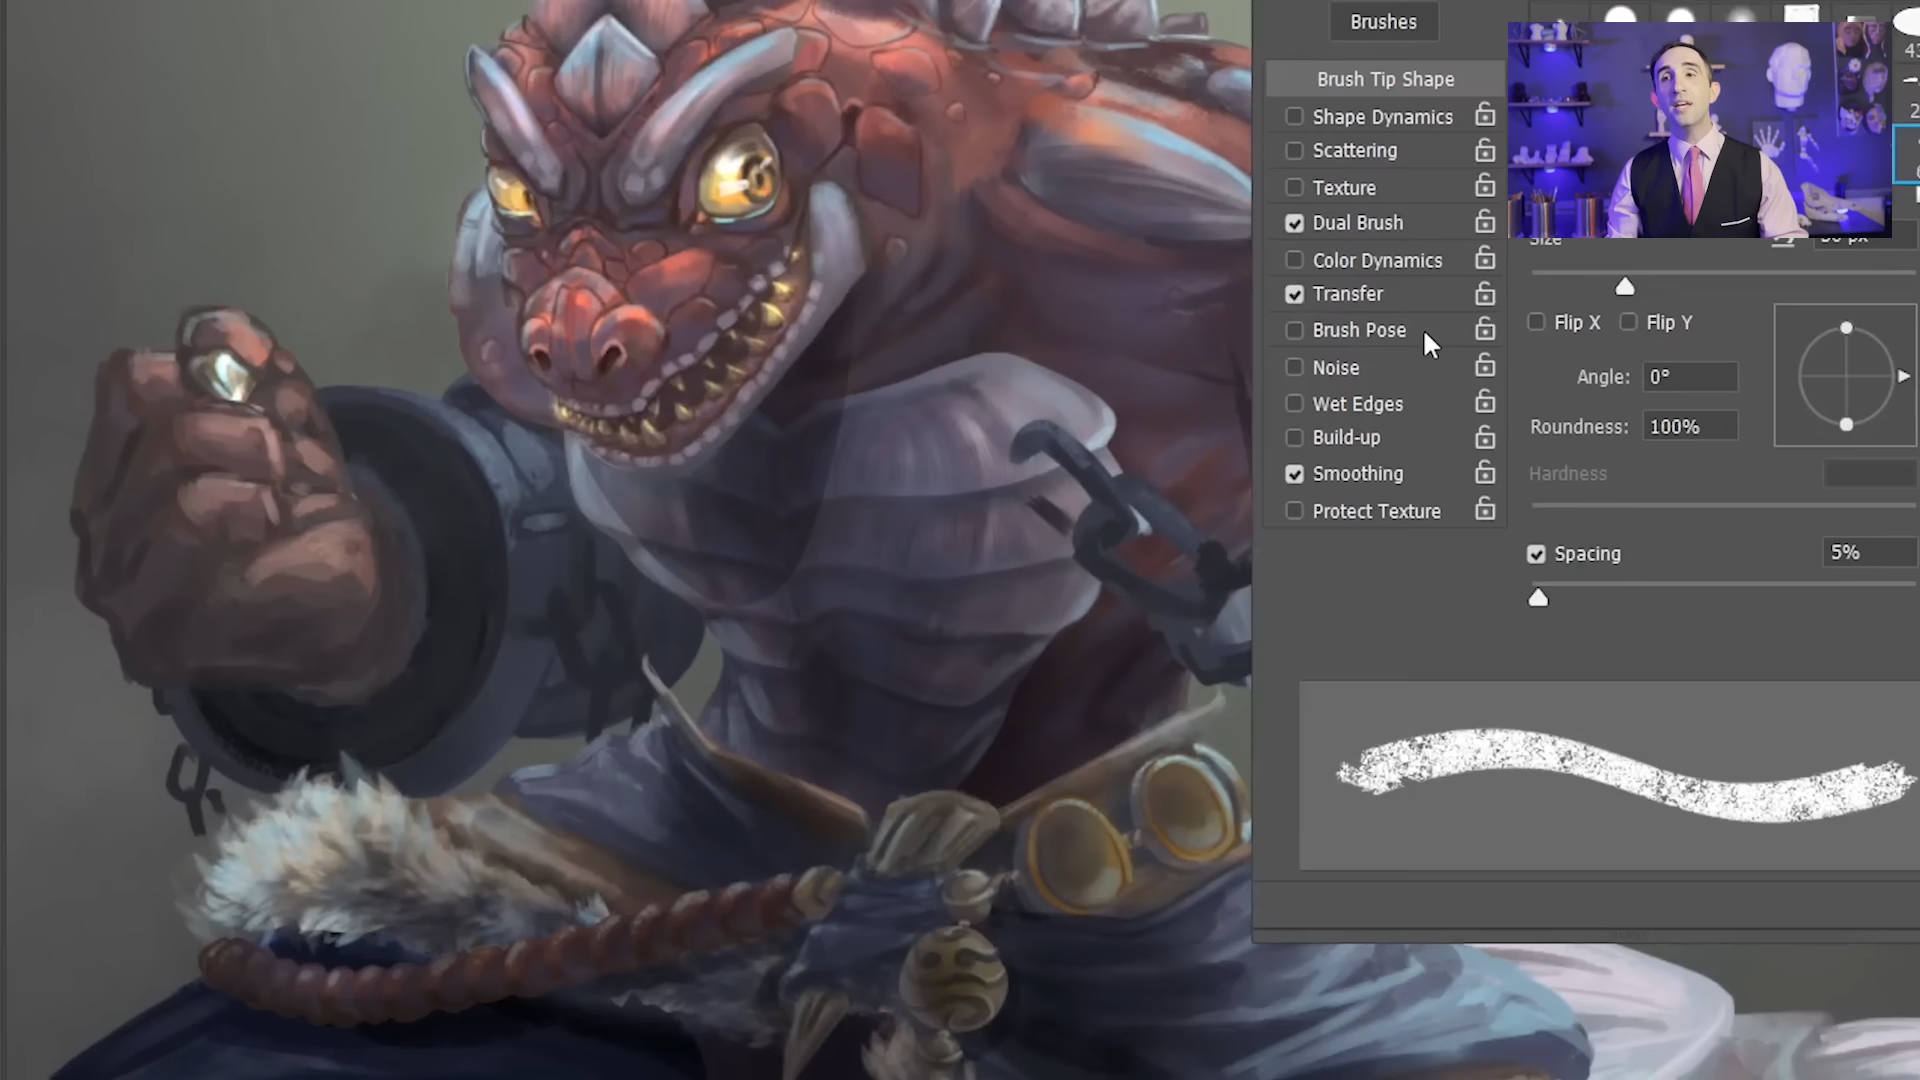 Brushes
Brush Tip Shape
Shape Dynamics
Scattering
Texture
Dual Brush
Color Dynamics
Transfer
Brush Pose
Noise
Wet Edges
Build-up
Smoothing
Protect Texture
Size
Flip X Flip Y
Angle: 0°
Roundness: 100%
Hardness
Spacing 5%